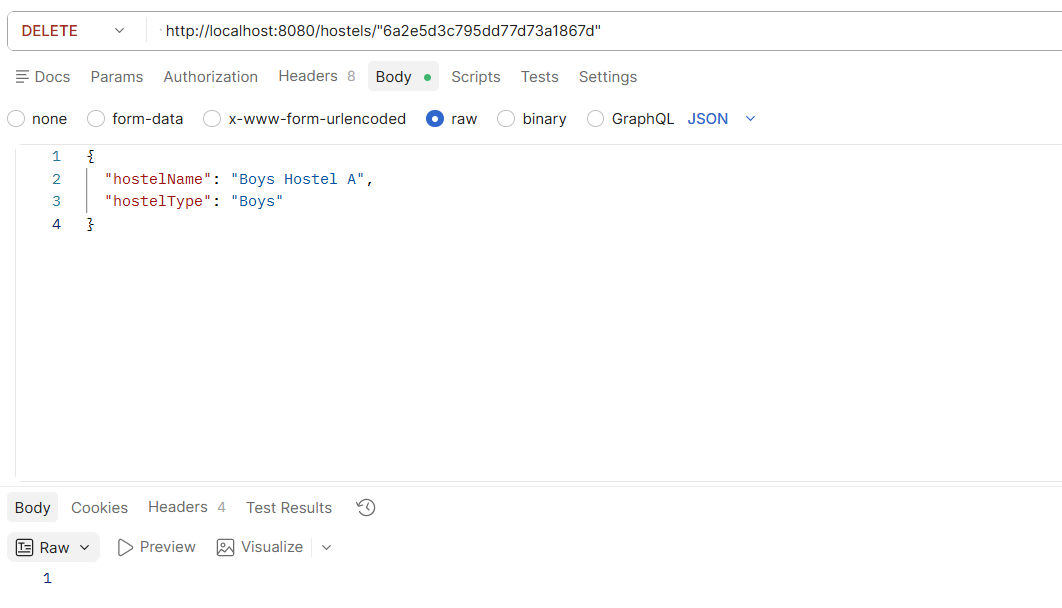 DELETE http://localhost:8080/hostels/"6a2e5d3c795dd77d73a1867d"
Docs Params Authorization Headers 8 Body Scripts Tests Settings
none form-data x-www-form-urlencoded raw binary GraphQL JSON
1 {
2 "hostelName": "Boys Hostel A",
3 "hostelType": "Boys"
4 }
Body Cookies Headers 4 Test Results
Raw Preview Visualize
1